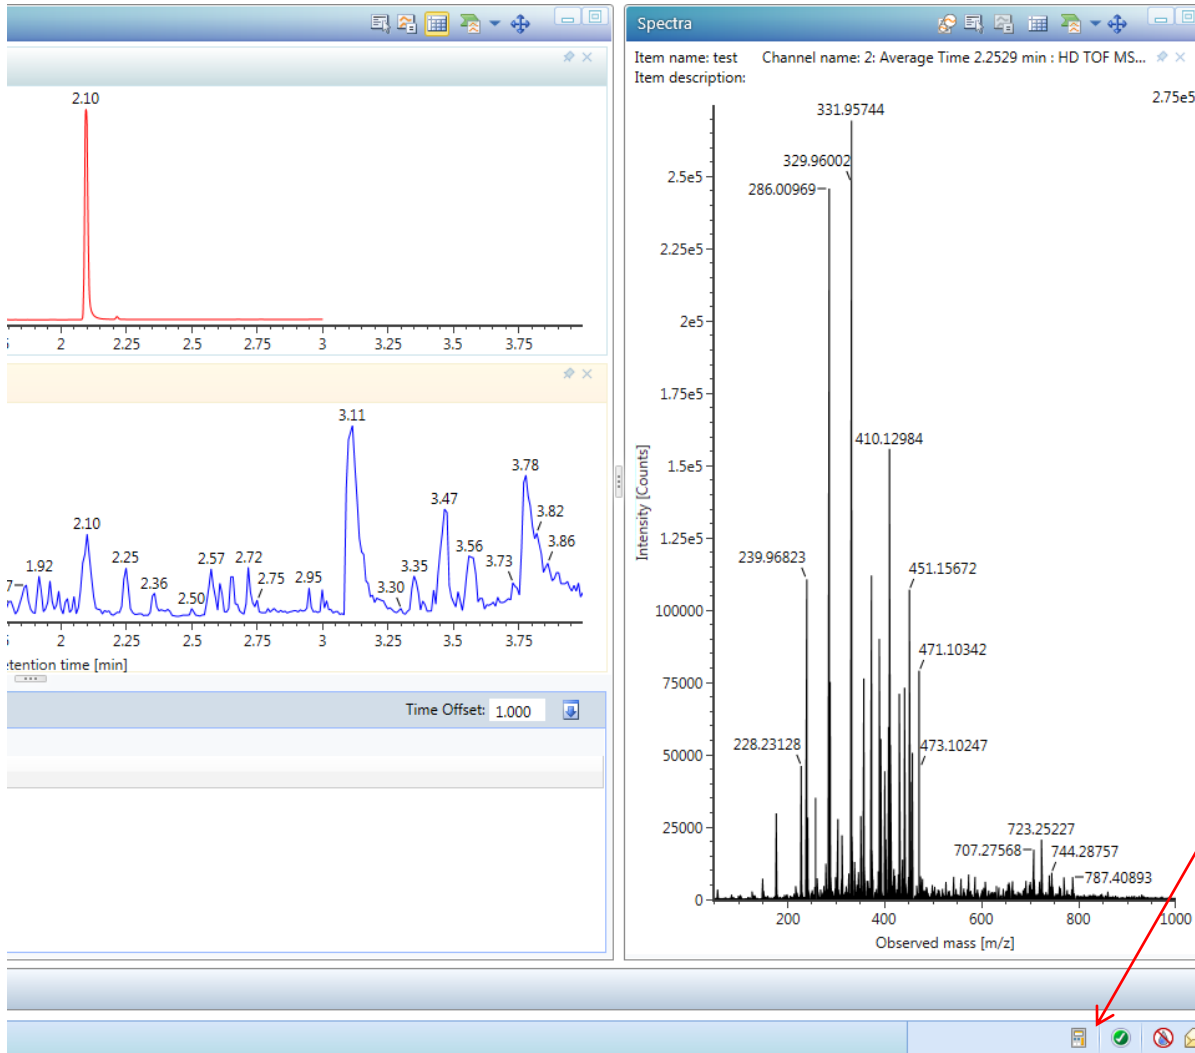 2.10
2 2.25 2.5 2.75 3 3.25 3.5 3.75
3.11
3.78
3.47
3.82
2.10
3.56
3.86
3.73
1.92
2.25
2.57
2.72
3.35
2.36
2.75
2.95
3.30
7
2.50
2 2.25 2.5 2.75 3 3.25 3.5 3.75
etention time [min]
Time Offset: 1.000
Spectra
Item name: test Channel name: 2: Average Time 2.2529 min : HD TOF MS...
Item description:
2.75e5
331.95744
329.96002
2.5e5
286.00969
2.25e5
2e5
1.75e5
410.12984
1.5e5
Intensity [Counts]
1.25e5
239.96823
451.15672
100000
471.10342
75000
228.23128
473.10247
50000
25000
723.25227
707.27568
744.28757
787.40893
0
200 400 600 800 1000
Observed mass [m/z]